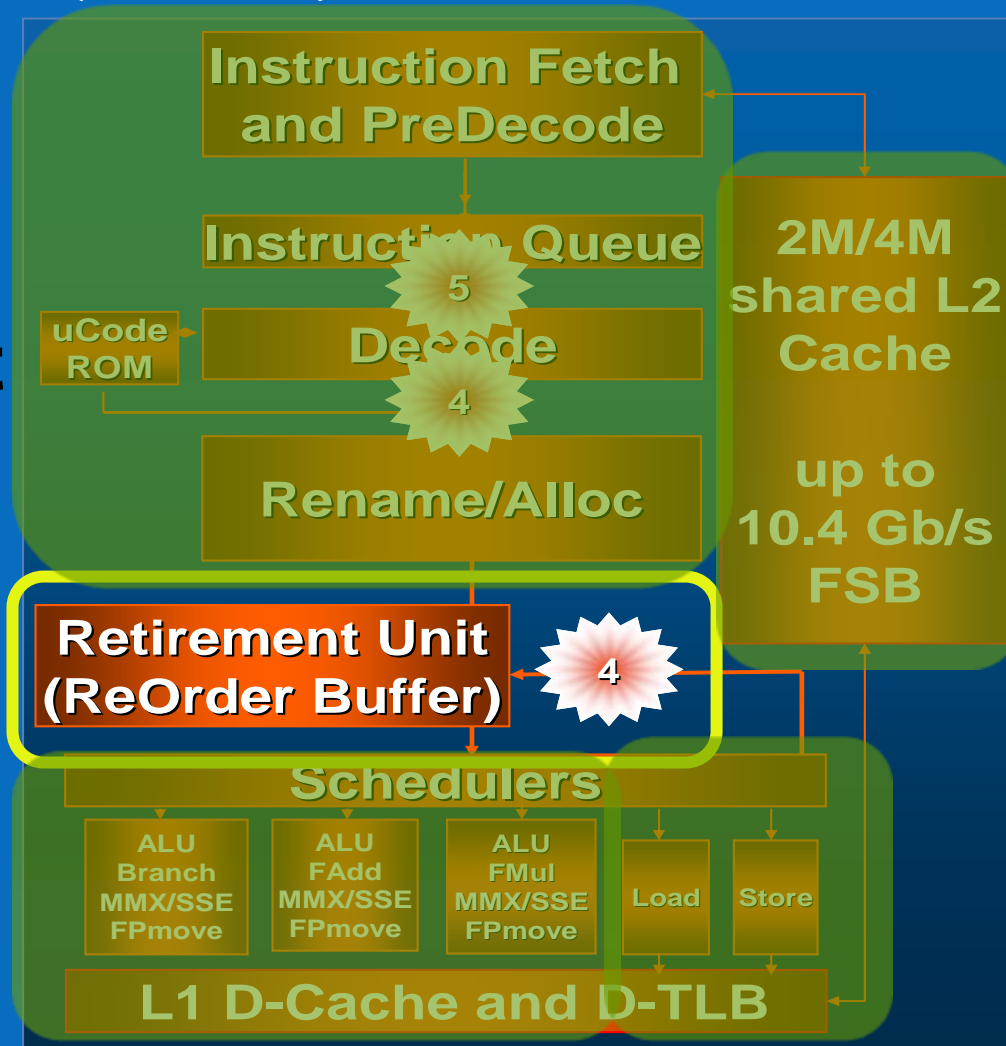 Instruction Fetch
and PreDecode
Instruction Queue
5
uCode
ROM
Decode
4
Rename/Alloc
2M/4M
shared L2
Cache
up to
10.4 Gb/s
FSB
Retirement Unit
(ReOrder Buffer)
4
Schedulers
ALU
Branch
MMX/SSE
FPmove
ALU
FAdd
MMX/SSE
FPmove
ALU
FMul
MMX/SSE
FPmove
Load
Store
L1 D-Cache and D-TLB